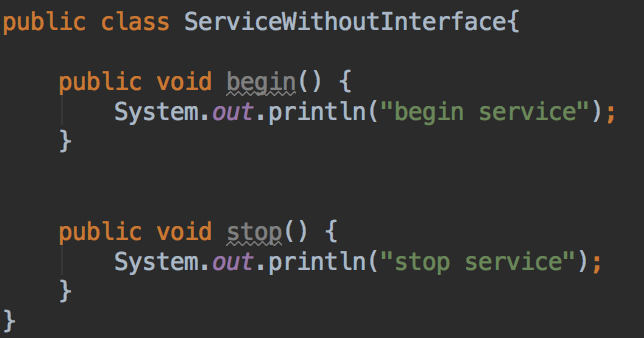 public class ServiceWithoutInterface{
public void begin() {
System.out.println("begin service");
}
public void stop() {
System.out.println("stop service");
}
}